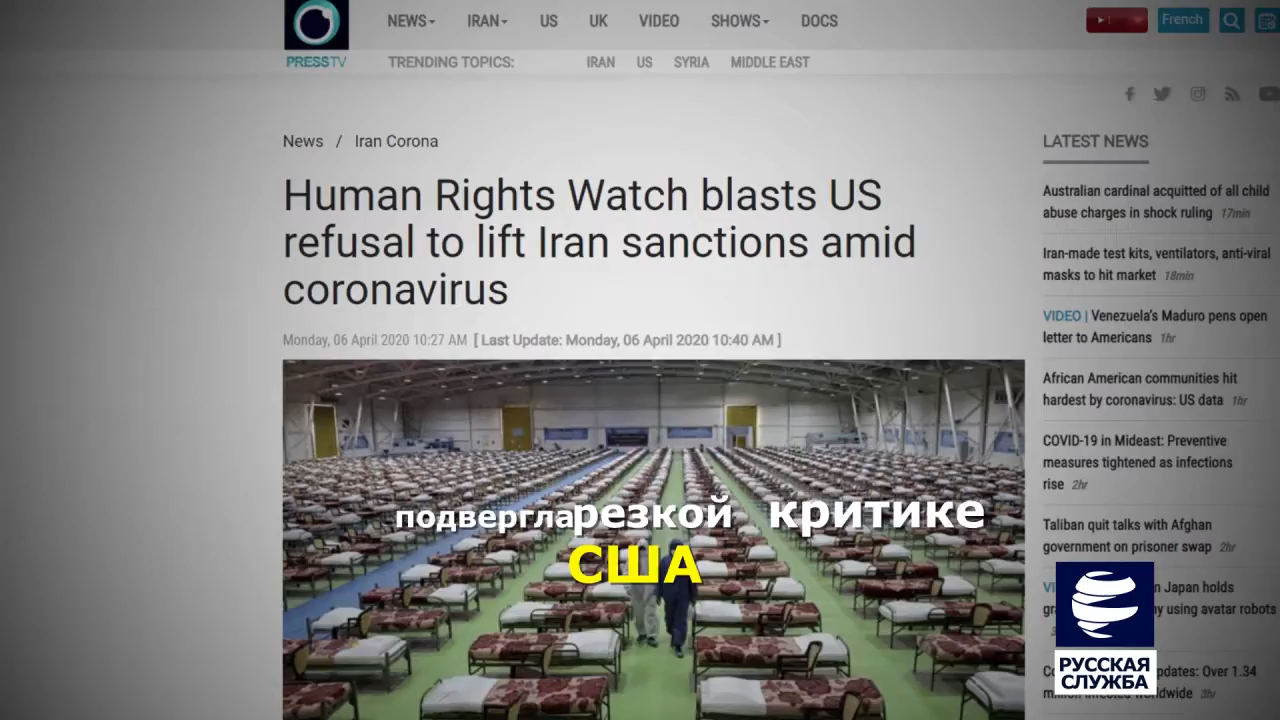 NEWS IRAN US UK VIDEO SHOWS DOCS
French
PRESSTV
TRENDING TOPICS: IRAN US SYRIA MIDDLE EAST
News / Iran Corona
Human Rights Watch blasts US
refusal to lift Iran sanctions amid
coronavirus
Monday, 06 April 2020 10:27 AM [ Last Update: Monday, 06 April 2020 10:40 AM ]
LATEST NEWS
Australian cardinal acquitted of all child
abuse charges in shock ruling 17min
Iran-made test kits, ventilators, anti-viral
masks to hit market 18min
VIDEO | Venezuela's Maduro pens open
letter to Americans 1hr
African American communities hit
hardest by coronavirus: US data 1hr
COVID-19 in Mideast: Preventive
measures tightened as infections
rise 2hr
Taliban quit talks with Afghan
government on prisoner swap 2hr
Japan holds
using avatar robots
Over 1.34
3hr
подвергла резкой критике
США
РУССКАЯ
СЛУЖБА